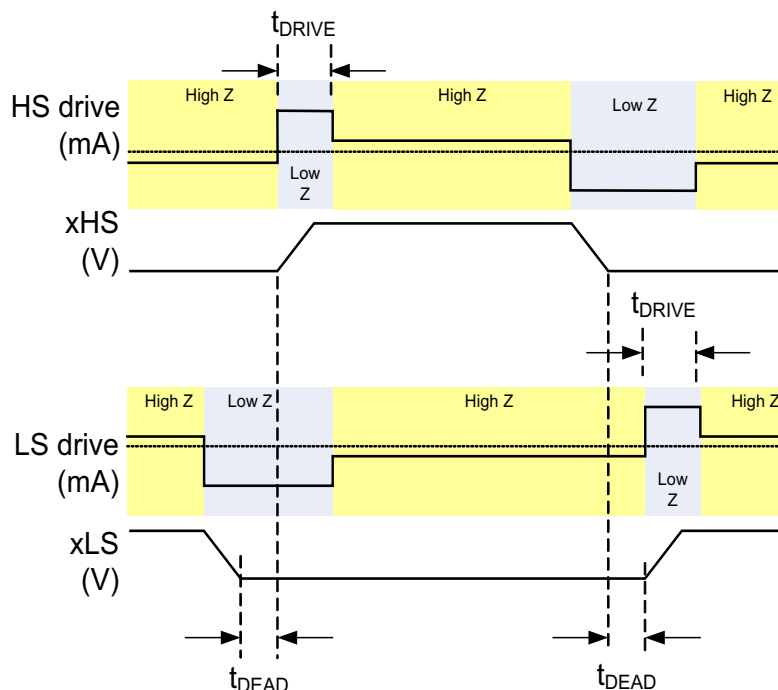 tDRIVE
High Z
High Z
Low Z
High Z
HS drive
(mA)
Low
Z
xHS
(V)
tDRIVE
High Z
Low Z
High Z
High Z
LS drive
(mA)
Low
Z
xLS
(V)
tDEAD
tDEAD